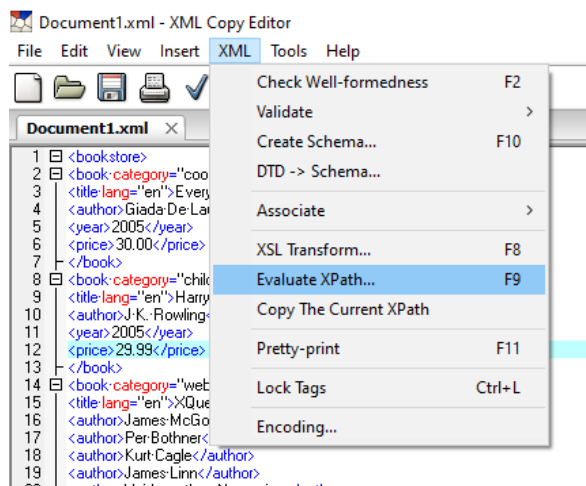 Document1.xml - XML Copy Editor
File Edit View Insert XML Tools Help
Check Well-formedness F2
Validate
Create Schema... F10
DTD -> Schema...
Associate
XSL Transform... F8
Evaluate XPath... F9
Copy The Current XPath
Pretty-print F11
Lock Tags Ctrl+L
Encoding...
Document1.xml
1 <bookstore>
2 <book·category="coo
3 <title·lang="en">Every
4 <author>Giada·De·Lau
5 <year>2005</year>
6 <price>30.00</price>
7 </book>
8 <book·category="chil
9 <title·lang="en">Harry
10 <author>J·K.·Rowling<
11 <year>2005</year>
12 <price>29.99</price>
13 </book>
14 <book·category="web
15 <title·lang="en">XQue
16 <author>James·McGo
17 <author>Per·Bothner<
18 <author>Kurt·Cagle</author>
19 <author>James·Linn</author>